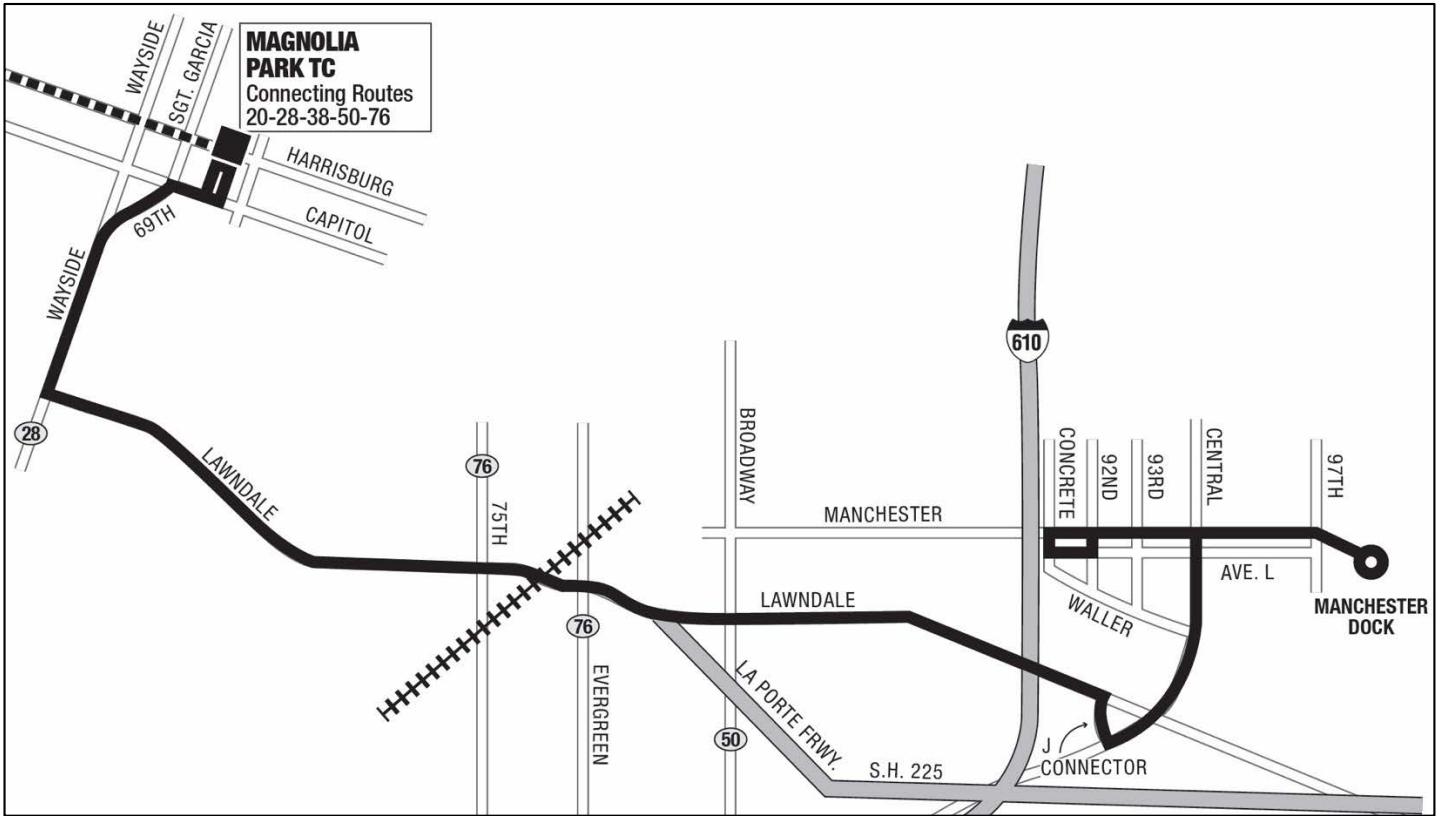 WAYSIDE
SGT. GARCIA
MAGNOLIA
PARK TC
Connecting Routes
20-28-38-50-76
HARRISBURG
CAPITOL
69TH
WAYSIDE
28
LAWNDALE
76
75TH
76
EVERGREEN
BROADWAY
50
MANCHESTER
LAWNDALE
LA PORTE FRWY.
S.H. 225
610
CONCRETE
92ND
93RD
CENTRAL
97TH
AVE. L
WALLER
MANCHESTER
DOCK
J
CONNECTOR